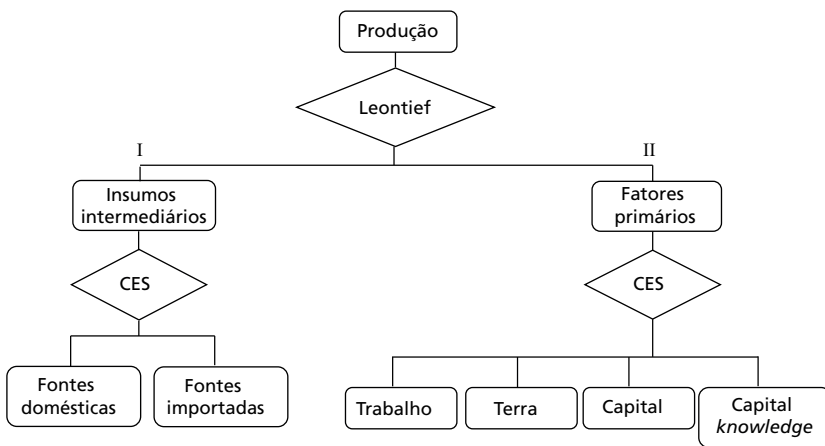 Produção
Leontief
I
II
Insumos
intermediários
Fatores
primários
CES
CES
Fontes
domésticas
Fontes
importadas
Trabalho
Terra
Capital
Capital
knowledge